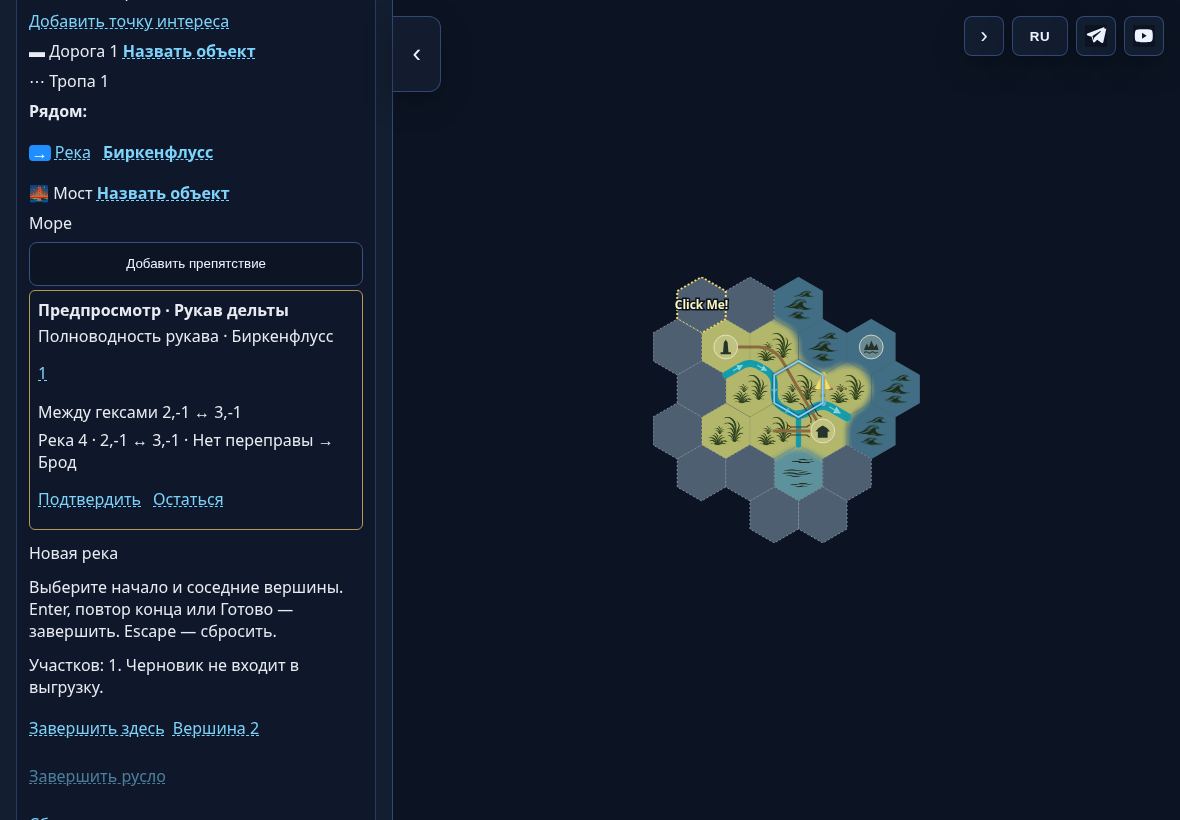 Добавить точку интереса
Дорога 1 Назвать объект
Тропа 1
Рядом:
Река Биркенфлусс
Мост Назвать объект
Море
Добавить препятствие
Предпросмотр · Рукав дельты
Полноводность рукава · Биркенфлусс
1
Между гексами 2,-1 ↔ 3,-1
Река 4 · 2,-1 ↔ 3,-1 · Нет переправы →
Брод
Подтвердить Остаться
Новая река
Выберите начало и соседние вершины.
Enter, повтор конца или Готово —
завершить. Escape — сбросить.
Участков: 1. Черновик не входит в
выгрузку.
Завершить здесь Вершина 2
Завершить русло
RU
Click Me!